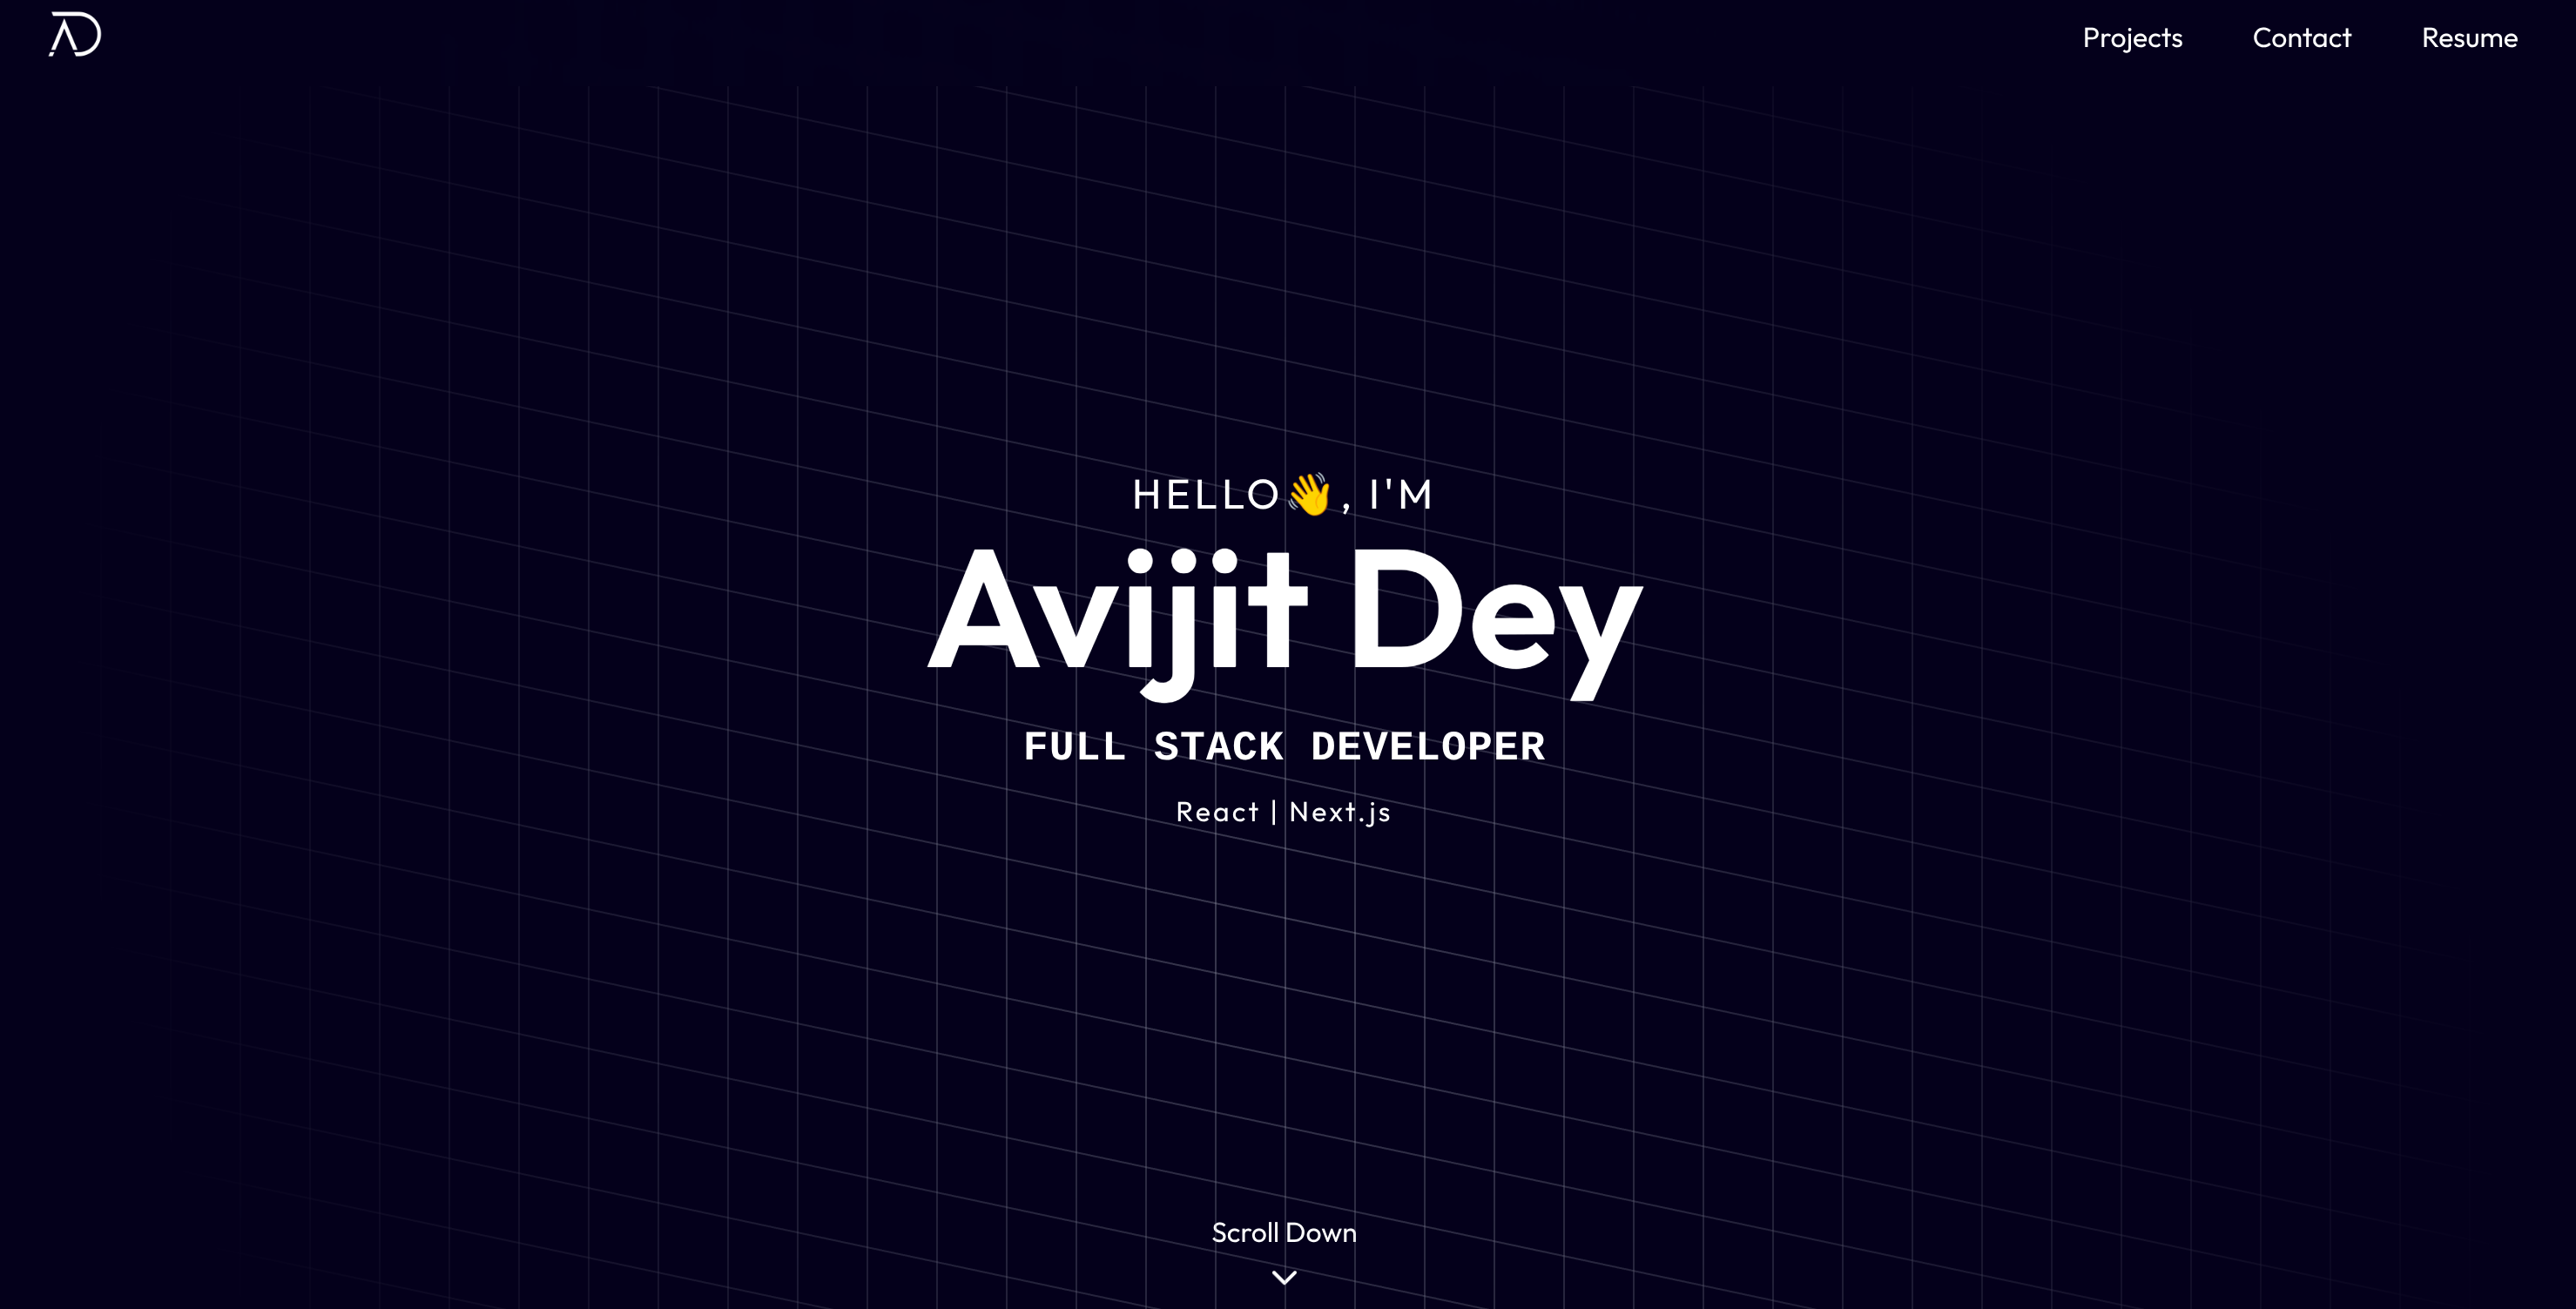 AD
Projects Contact Resume
HELLO👋, I'M
Avijit Dey
FULL STACK DEVELOPER
React | Next.js
Scroll Down